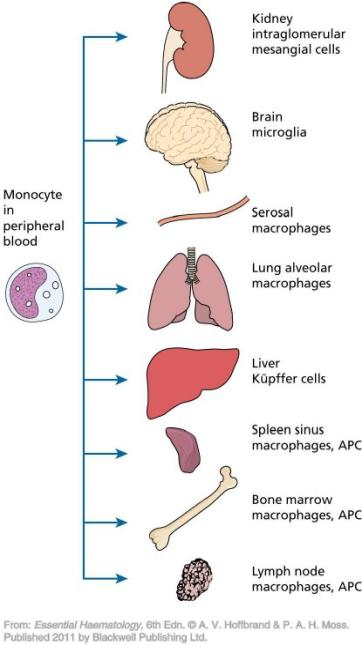 Kidney
intraglomerular
mesangial cells
Brain
microglia
Monocyte
in
peripheral
blood
Serosal
macrophages
Lung alveolar
macrophages
Liver
Küpffer cells
Spleen sinus
macrophages, APC
Bone marrow
macrophages, APC
Lymph node
macrophages, APC
From: Essential Haematology, 6th Edn. © A. V. Hoffbrand & P. A. H. Moss.
Published 2011 by Blackwell Publishing Ltd.